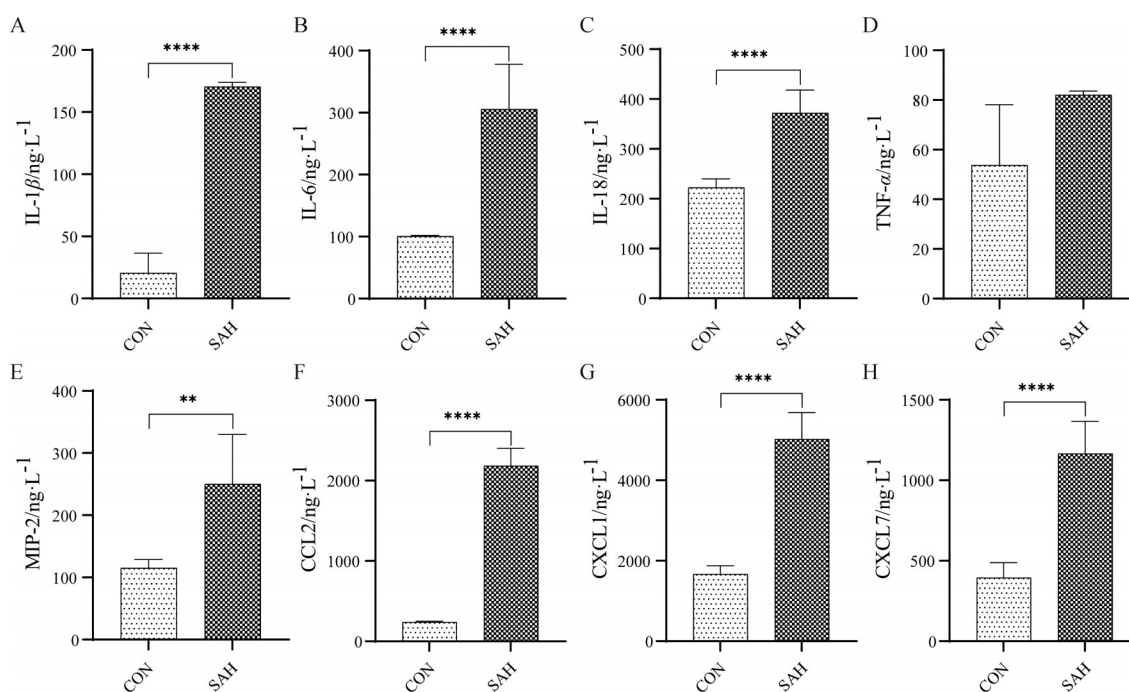 A
IL-1β/ng·L⁻¹
200
150
100
50
0
****
CON
SAH
B
IL-6/ng·L⁻¹
400
300
200
100
0
****
CON
SAH
C
IL-18/ng·L⁻¹
500
400
300
200
100
0
****
CON
SAH
D
TNF-α/ng·L⁻¹
100
80
60
40
20
0
CON
SAH
E
MIP-2/ng·L⁻¹
400
300
200
100
0
**
CON
SAH
F
CCL2/ng·L⁻¹
3000
2000
1000
0
****
CON
SAH
G
CXCL1/ng·L⁻¹
6000
4000
2000
0
****
CON
SAH
H
CXCL7/ng·L⁻¹
1500
1000
500
0
****
CON
SAH